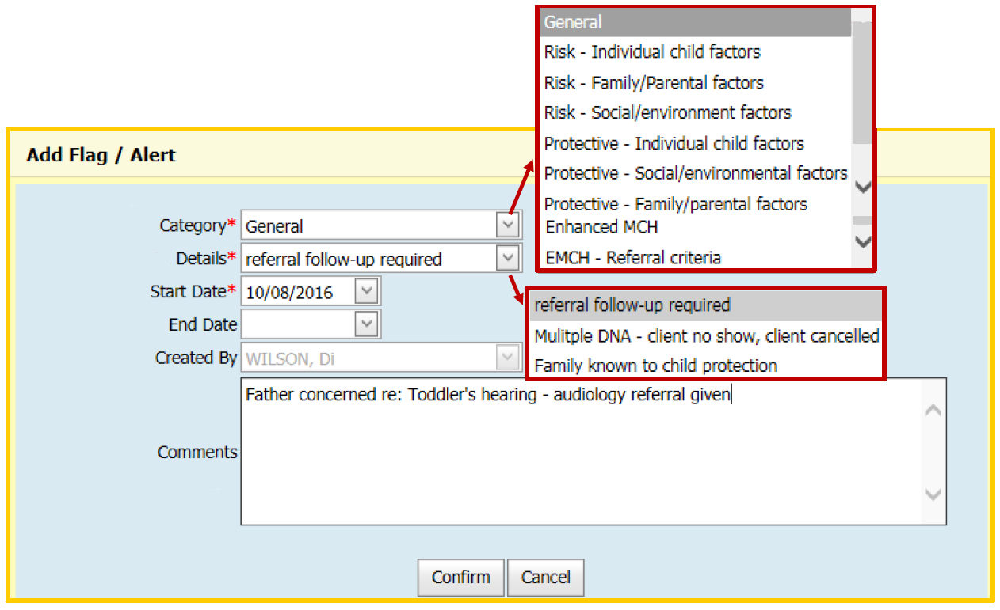 General
Risk - Individual child factors
Risk - Family/Parental factors
Risk - Social/environment factors
Protective - Individual child factors
Protective - Social/environmental factors
Protective - Family/parental factors
Enhanced MCH
EMCH - Referral criteria
Add Flag / Alert
Category* General
Details* referral follow-up required
Start Date* 10/08/2016
End Date
Created By WILSON, Di
referral follow-up required
Mulitple DNA - client no show, client cancelled
Family known to child protection
Father concerned re: Toddler's hearing - audiology referral given
Comments
Confirm Cancel